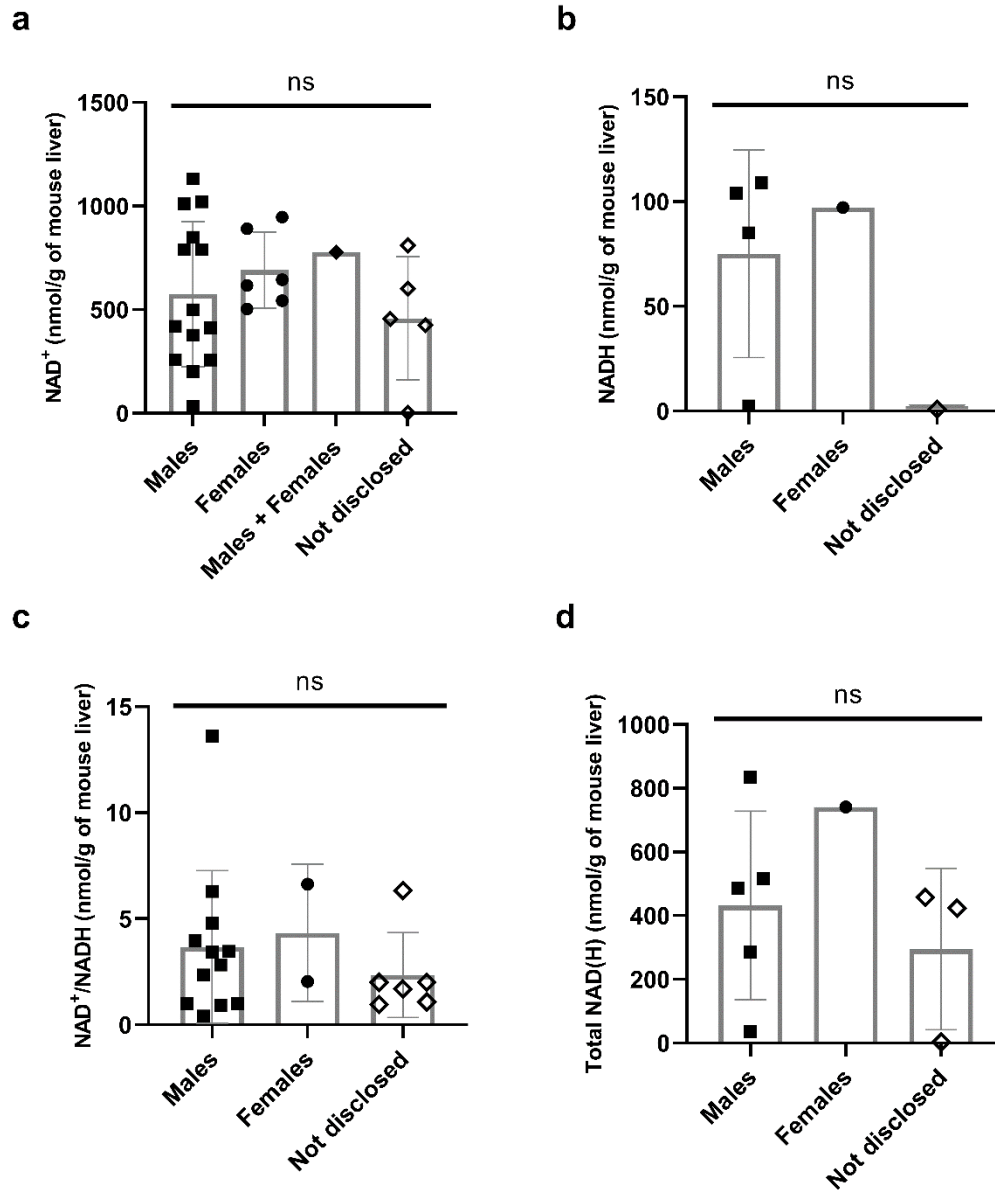 a
ns
NAD+ (nmol/g of mouse liver)
1500
1000
500
0
Males
Females
Males + Females
Not disclosed
b
ns
NADH (nmol/g of mouse liver)
150
100
50
0
Males
Females
Not disclosed
c
ns
NAD+/NADH (nmol/g of mouse liver)
15
10
5
0
Males
Females
Not disclosed
d
ns
Total NAD(H) (nmol/g of mouse liver)
1000
800
600
400
200
0
Males
Females
Not disclosed